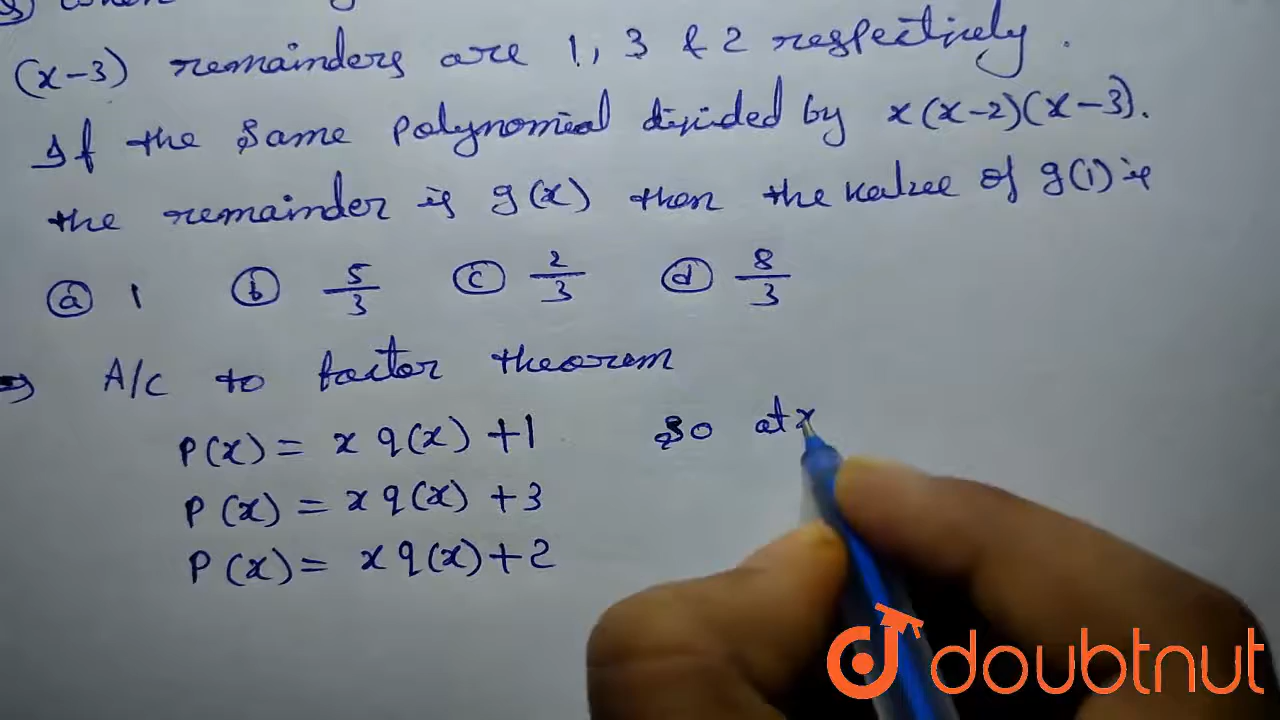 (x-3) remainders are 1, 3 & 2 respectively.
If the same polynomial divided by x(x-2)(x-3).
the remainder is g(x) then the value of g(1) is
(a) 1 (b) 5/3 (c) 2/3 (d) 8/3
⇒ A/C to factor theorem
P(x) = x q(x) + 1 so at x
P(x) = x q(x) + 3
P(x) = x q(x) + 2
doubtnut